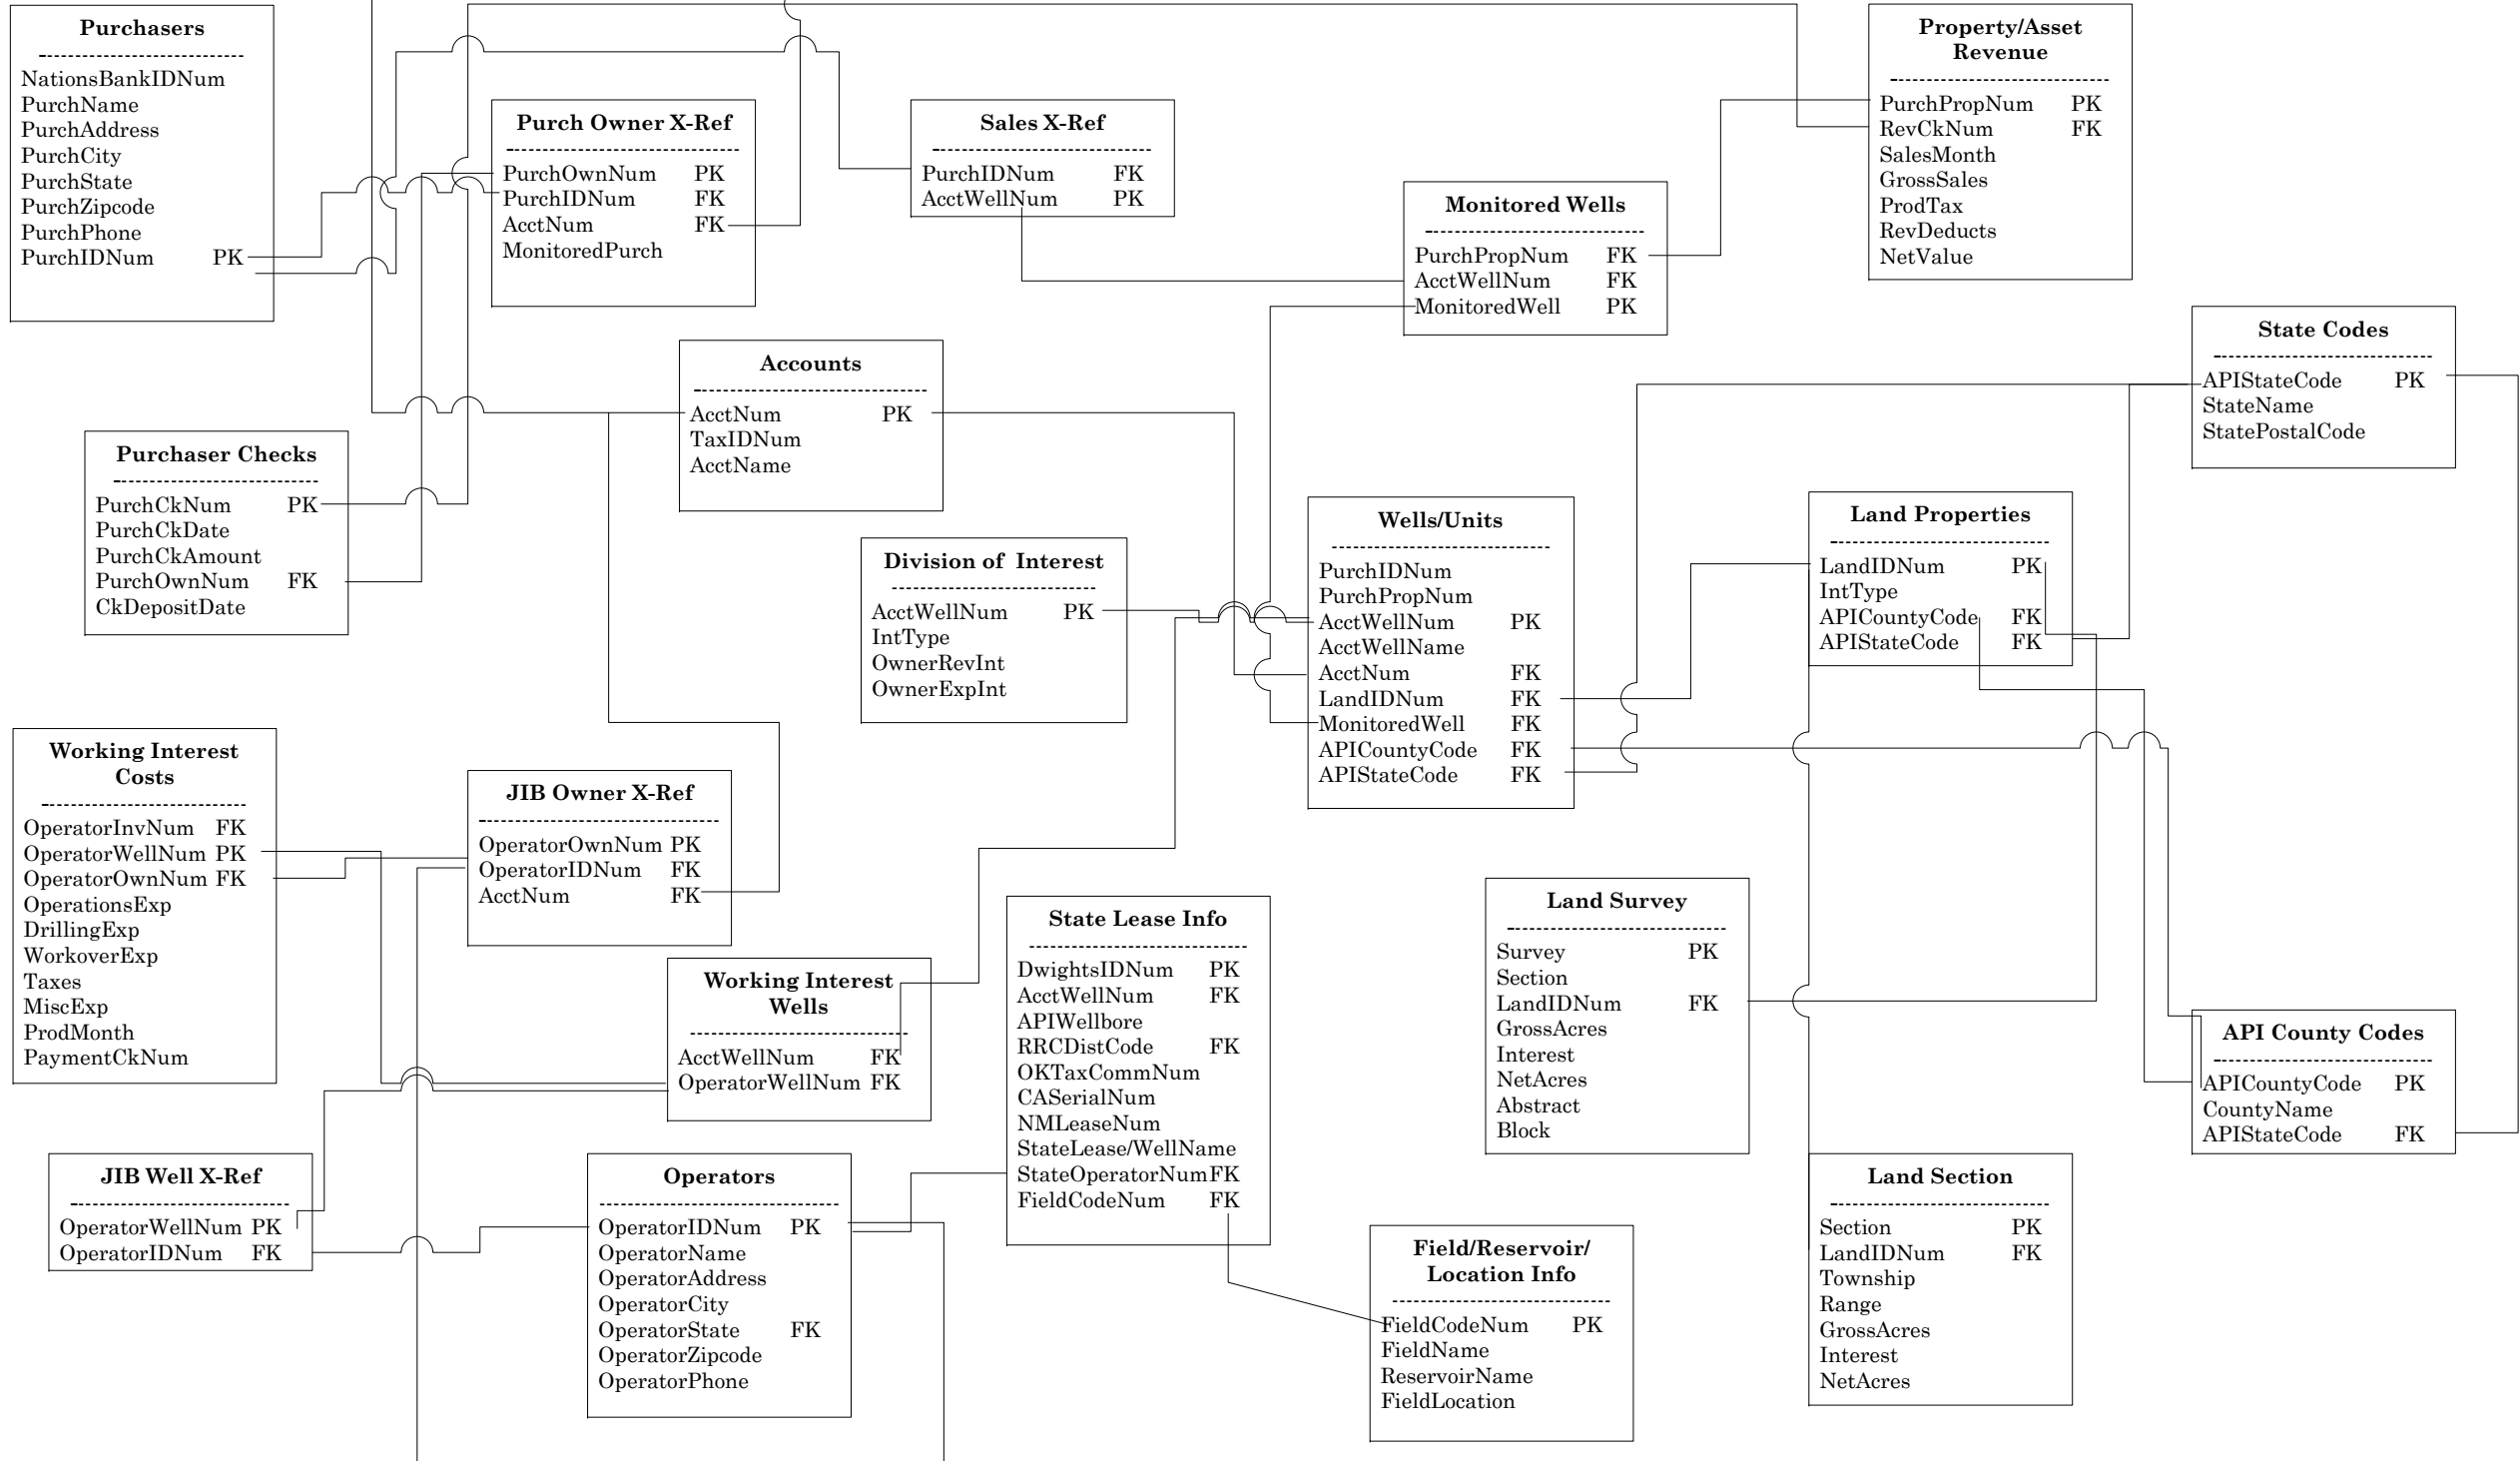 Purchasers
NationsBankIDNum
PurchName
PurchAddress
PurchCity
PurchState
PurchZipcode
PurchPhone
PurchIDNum PK
Purch Owner X-Ref
PurchOwnNum PK
PurchIDNum FK
AcctNum FK
MonitoredPurch
Sales X-Ref
PurchIDNum FK
AcctWellNum PK
Monitored Wells
PurchPropNum FK
AcctWellNum FK
MonitoredWell PK
Property/Asset
Revenue
PurchPropNum PK
RevCkNum FK
SalesMonth
GrossSales
ProdTax
RevDeducts
NetValue
State Codes
APIStateCode PK
StateName
StatePostalCode
Accounts
AcctNum PK
TaxIDNum
AcctName
Purchaser Checks
PurchCkNum PK
PurchCkDate
PurchCkAmount
PurchOwnNum FK
CkDepositDate
Division of Interest
AcctWellNum PK
IntType
OwnerRevInt
OwnerExpInt
Wells/Units
PurchIDNum
PurchPropNum
AcctWellNum PK
AcctWellName
AcctNum FK
LandIDNum FK
MonitoredWell FK
APICountyCode FK
APIStateCode FK
Land Properties
LandIDNum PK
IntType
APICountyCode FK
APIStateCode FK
Working Interest
Costs
OperatorInvNum FK
OperatorWellNum PK
OperatorOwnNum FK
OperationsExp
DrillingExp
WorkoverExp
Taxes
MiscExp
ProdMonth
PaymentCkNum
JIB Owner X-Ref
OperatorOwnNum PK
OperatorIDNum FK
AcctNum FK
Working Interest
Wells
AcctWellNum FK
OperatorWellNum FK
State Lease Info
DwightsIDNum PK
AcctWellNum FK
APIWellbore
RRCDistCode FK
OKTaxCommNum
CASerialNum
NMLeaseNum
StateLease/WellName
StateOperatorNumFK
FieldCodeNum FK
Land Survey
Survey PK
Section
LandIDNum FK
GrossAcres
Interest
NetAcres
Abstract
Block
API County Codes
APICountyCode PK
CountyName
APIStateCode FK
JIB Well X-Ref
OperatorWellNum PK
OperatorIDNum FK
Operators
OperatorIDNum PK
OperatorName
OperatorAddress
OperatorCity
OperatorState FK
OperatorZipcode
OperatorPhone
Field/Reservoir/
Location Info
FieldCodeNum PK
FieldName
ReservoirName
FieldLocation
Land Section
Section PK
LandIDNum FK
Township
Range
GrossAcres
Interest
NetAcres